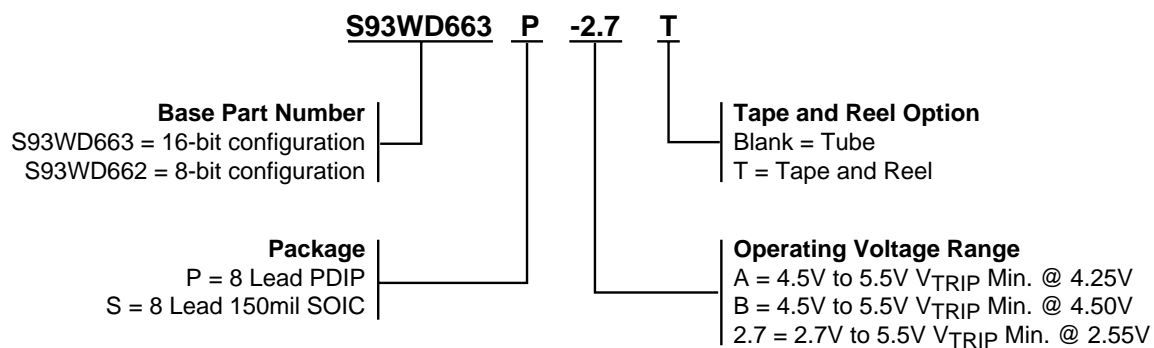 S93WD663 P -2.7 T
Base Part Number
S93WD663 = 16-bit configuration
S93WD662 = 8-bit configuration
Tape and Reel Option
Blank = Tube
T = Tape and Reel
Package
P = 8 Lead PDIP
S = 8 Lead 150mil SOIC
Operating Voltage Range
A = 4.5V to 5.5V VTRIP Min. @ 4.25V
B = 4.5V to 5.5V VTRIP Min. @ 4.50V
2.7 = 2.7V to 5.5V VTRIP Min. @ 2.55V